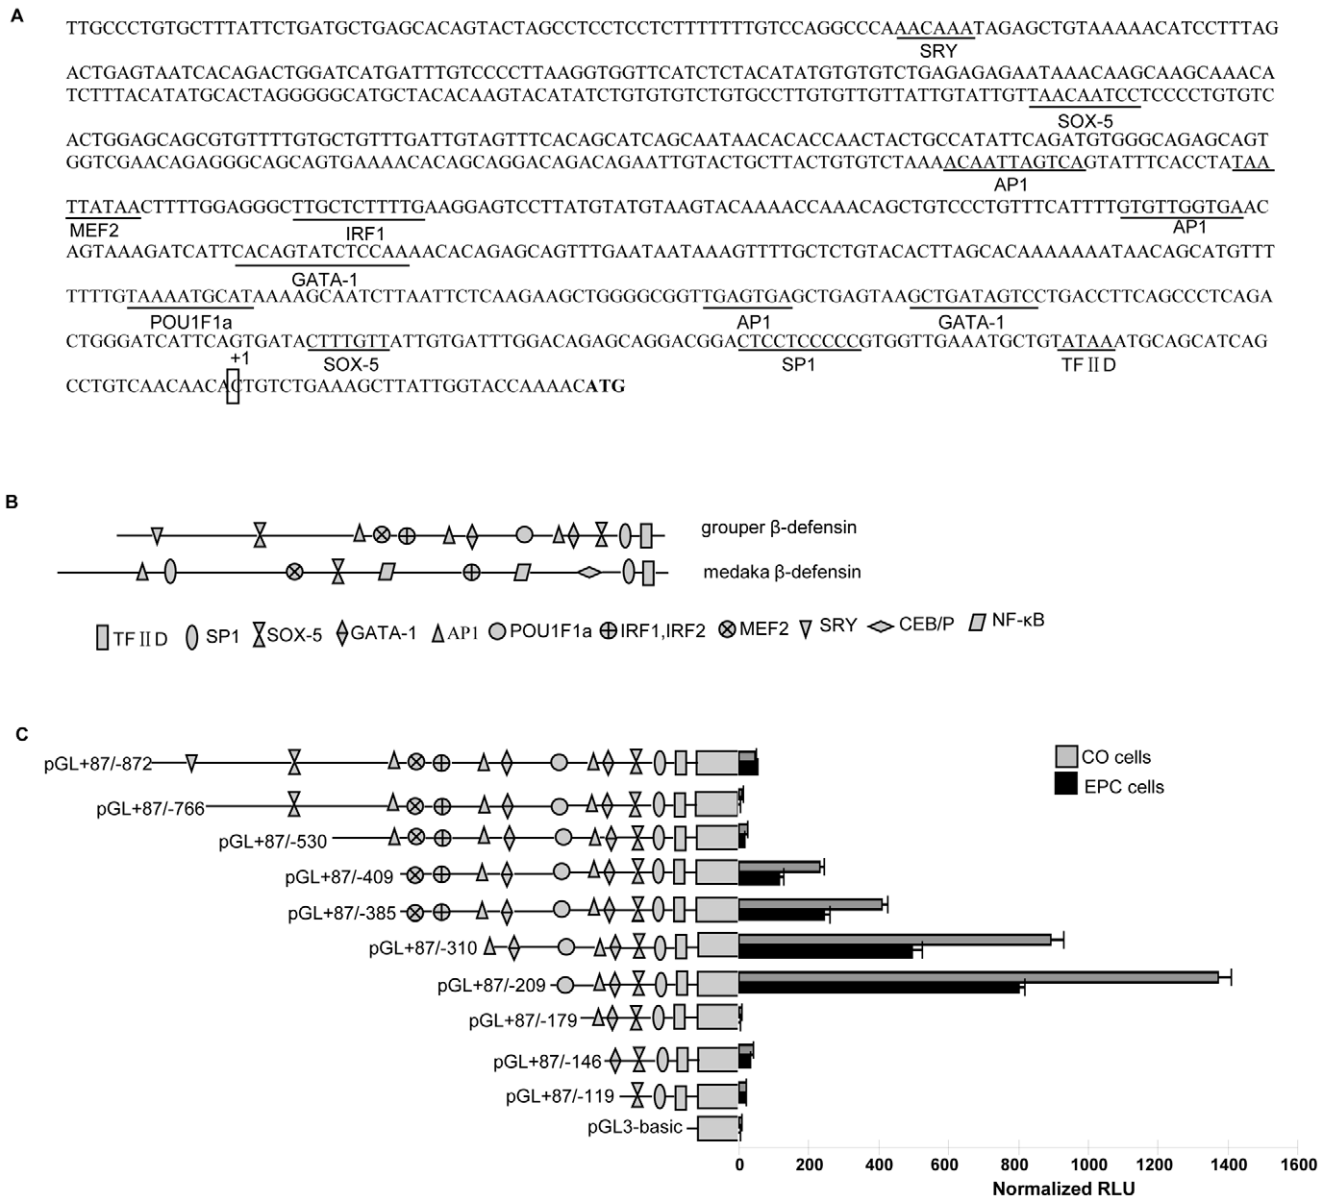 A
TTGCCCTGTGCTTTATTCTGATGCTGAGCACAGTACTAGCCTCCTCCTCTTTTTTTGTCCAGGCCCAAACAAATAGAGCTGTAAAAACATCCTTTAG
SRY
ACTGAGTAATCACAGACTGGATCATGATTTGTCCCCTTAAGGTGGTTCATCTCTACATATGTGTGTCTGAGAGAGAATAAACAAGCAAGCAAACA
TCTTTACATATGCACTAGGGGGCATGCTACACAAGTACATATCTGTGTGTCTGTGCCTTGTGTTGTTATTGTATTGTTAACAATCCTCCCCTGTGTC
SOX-5
ACTGGAGCAGCGTGTTTTGTGCTGTTTGATTGTAGTTTCACAGCATCAGCAATAACACACCAACTACTGCCATATTCAGATGTGGGCAGAGCAGT
GGTCGAACAGAGGGCAGCAGTGAAAACACAGCAGGACAGACAGAATTGTACTGCTTACTGTGTCTAAAACAATTAGTCAGTATTTCACCTATAA
AP1
TTATAACTTTTGGAGGGCTTGCTCTTTTGAAGGAGTCCTTATGTATGTAAGTACAAAACCAAACAGCTGTCCCTGTTTCATTTTGTGTTGGTGAAC
MEF2 IRF1 AP1
AGTAAAGATCATTCACAGTATCTCCAAAACACAGAGCAGTTTGAATAATAAAGTTTTGCTCTGTACACTTAGCACAAAAAAATAACAGCATGTTT
GATA-1
TTTTGTAAAATGCATAAAAGCAATCTTAATTCTCAAGAAGCTGGGGCGGTTGAGTGAGCTGAGTAAGCTGATAGTCCTGACCTTCAGCCCTCAGA
POU1F1a AP1 GATA-1
CTGGGATCATTCAGTGATACTTTGTTATTGTGATTTGGACAGAGCAGGACGGACTCCTCCCCCGTGGTTGAAATGCTGTATAAATGCAGCATCAG
+1 SOX-5 SP1 TFⅡD
CCTGTCAACAACACTGTCTGAAAGCTTATTGGTACCAAAACATG
B
grouper β-defensin
medaka β-defensin
TFⅡD SP1 SOX-5 GATA-1 AP1 POU1F1a IRF1,IRF2 MEF2 SRY CEB/P NF-κB
C
pGL+87/-872
CO cells
EPC cells
pGL+87/-766
pGL+87/-530
pGL+87/-409
pGL+87/-385
pGL+87/-310
pGL+87/-209
pGL+87/-179
pGL+87/-146
pGL+87/-119
pGL3-basic
0 200 400 600 800 1000 1200 1400 1600
Normalized RLU